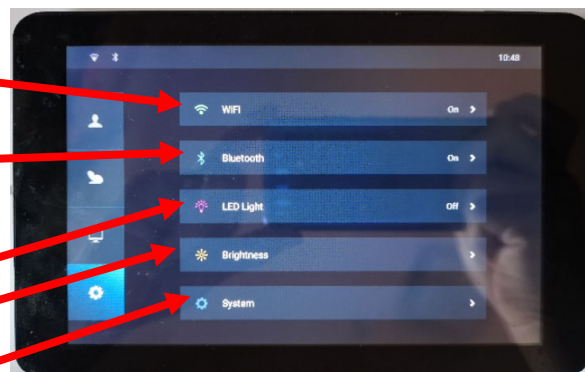 10:48
WiFi On
Bluetooth On
LED Light Off
Brightness
System